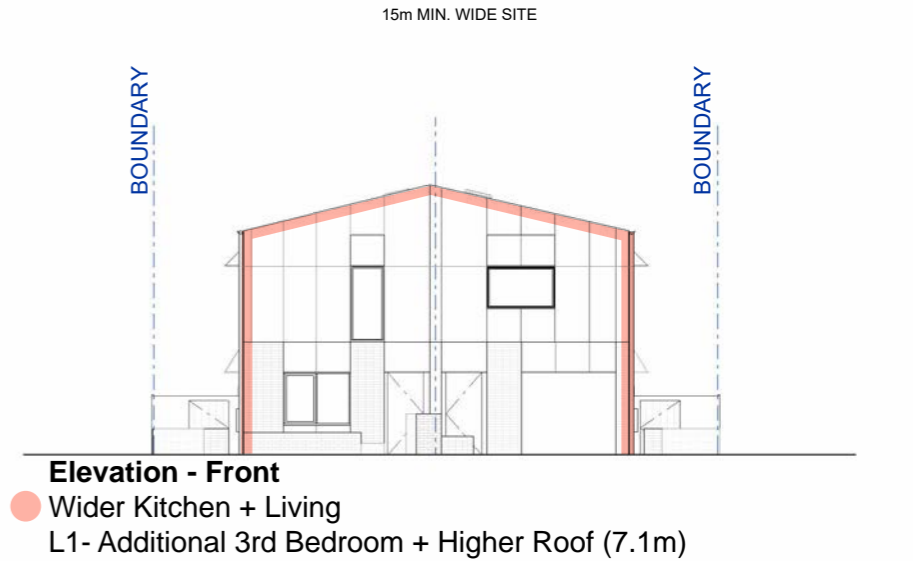 15m MIN. WIDE SITE
BOUNDARY
BOUNDARY
Elevation - Front
Wider Kitchen + Living
L1- Additional 3rd Bedroom + Higher Roof (7.1m)